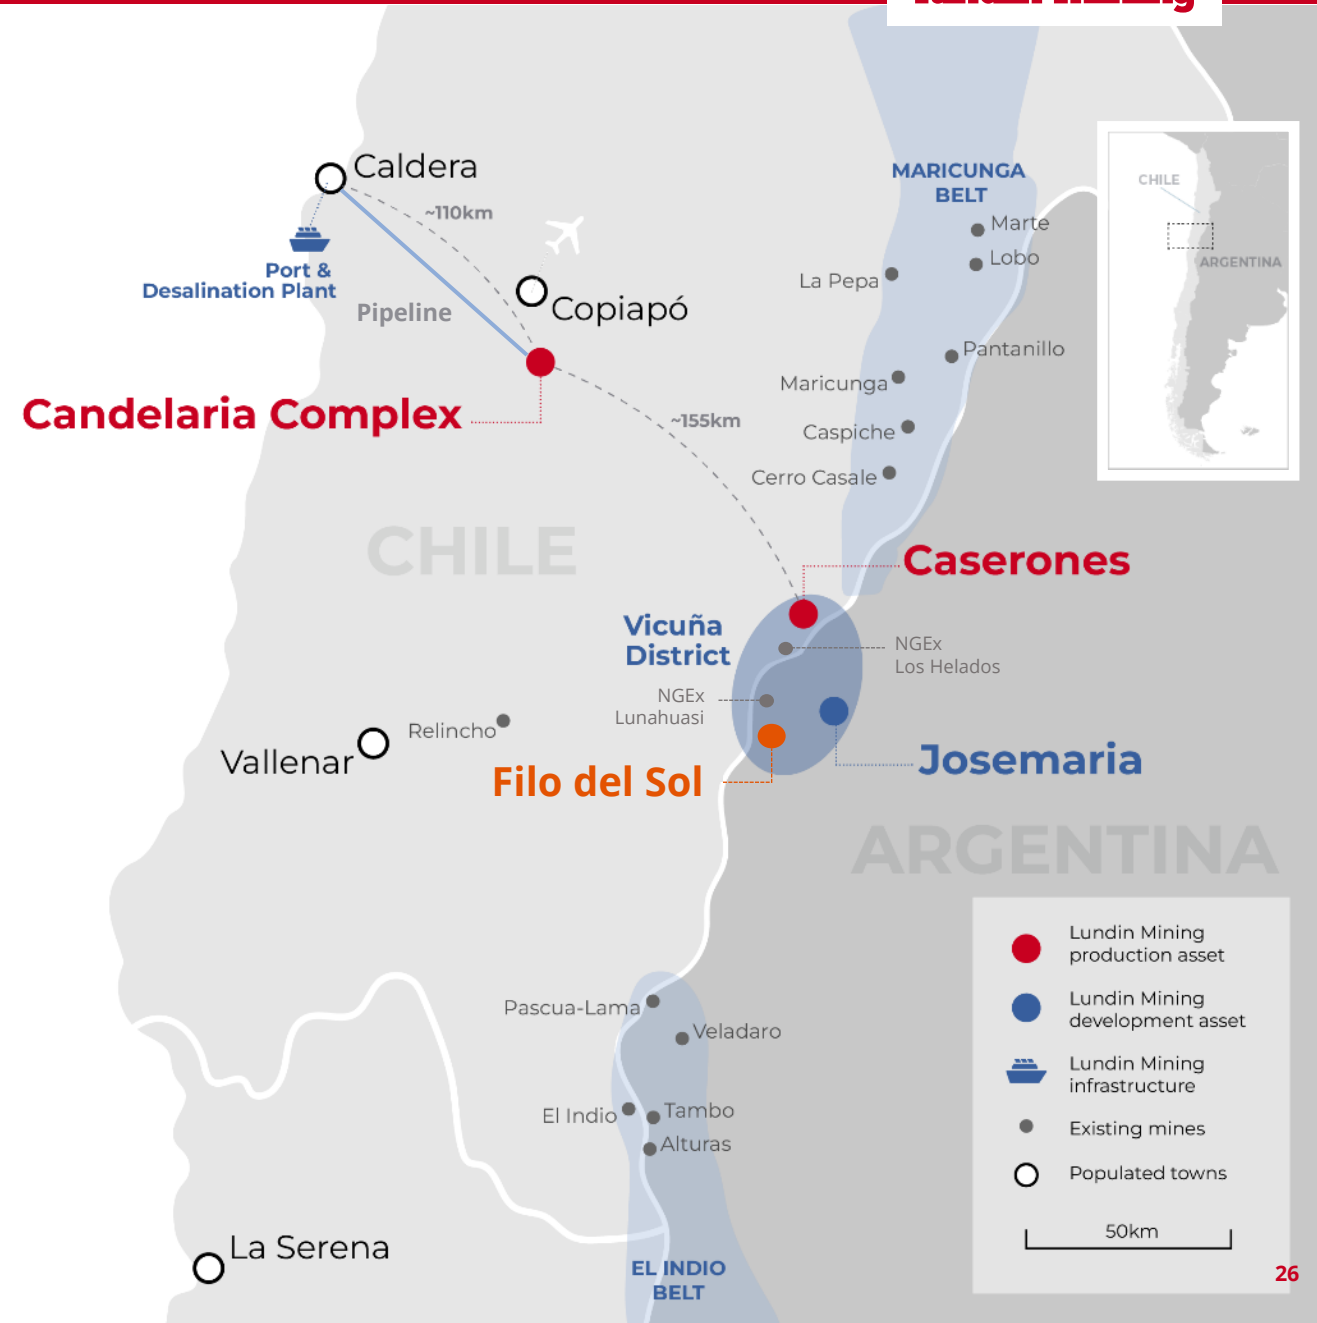 Caldera
~110km
Port &
Desalination Plant
Pipeline
Copiapó
Candelaria Complex
~155km
MARICUNGA
BELT
Marte
Lobo
La Pepa
Pantanillo
Maricunga
Caspiche
Cerro Casale
CHILE
ARGENTINA
CHILE
Caserones
Vicuña
District
NGEx
Los Helados
NGEx
Lunahuasi
Relincho
Vallenar
Filo del Sol
Josemaria
ARGENTINA
Pascua-Lama
Veladaro
El Indio
Tambo
Alturas
La Serena
EL INDIO
BELT
Lundin Mining
production asset
Lundin Mining
development asset
Lundin Mining
infrastructure
Existing mines
Populated towns
50km
26